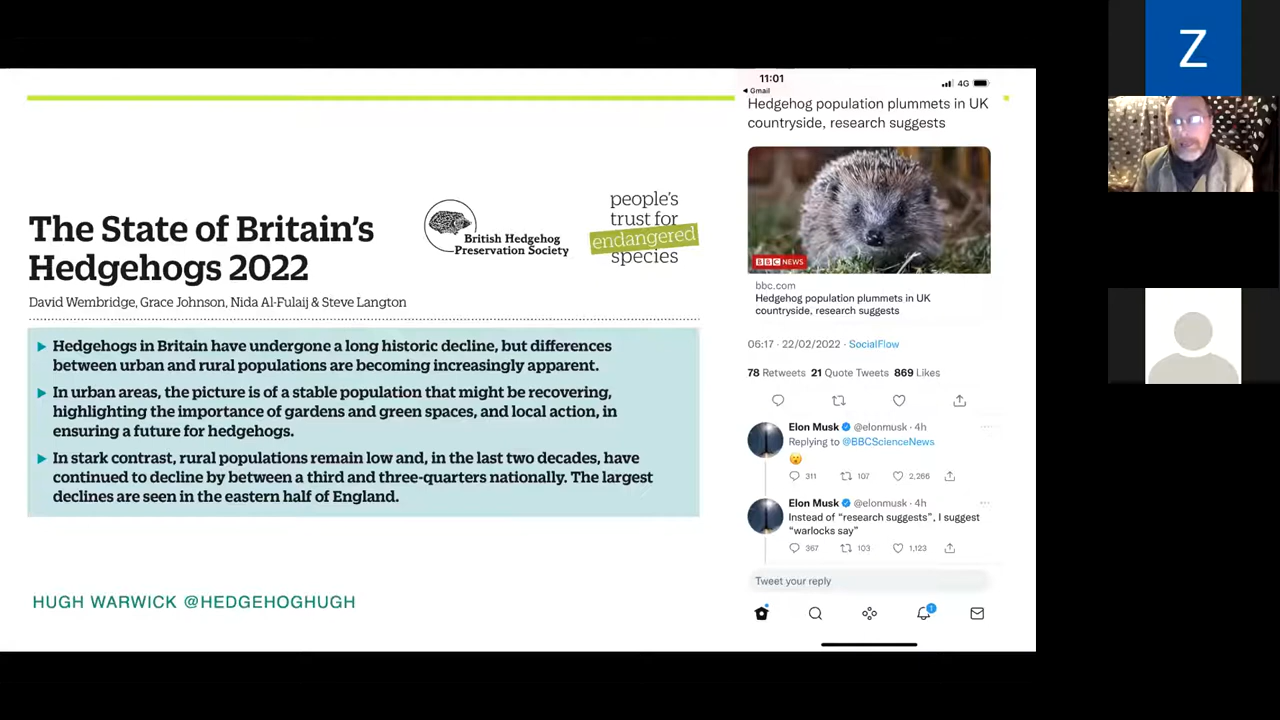 The State of Britain's
Hedgehogs 2022
British Hedgehog
Preservation Society
people's
trust for
endangered
species
David Wembridge, Grace Johnson, Nida Al-Fulaij & Steve Langton
▶ Hedgehogs in Britain have undergone a long historic decline, but differences
between urban and rural populations are becoming increasingly apparent.
▶ In urban areas, the picture is of a stable population that might be recovering,
highlighting the importance of gardens and green spaces, and local action, in
ensuring a future for hedgehogs.
▶ In stark contrast, rural populations remain low and, in the last two decades, have
continued to decline by between a third and three-quarters nationally. The largest
declines are seen in the eastern half of England.
HUGH WARWICK @HEDGEHOGHUGH
11:01
4G
◀ Gmail
Hedgehog population plummets in UK
countryside, research suggests
BBC NEWS
bbc.com
Hedgehog population plummets in UK
countryside, research suggests
06:17 · 22/02/2022 · SocialFlow
78 Retweets 21 Quote Tweets 869 Likes
Elon Musk @elonmusk · 4h
Replying to @BBCScienceNews
😲
311 107 2,266
Elon Musk @elonmusk · 4h
Instead of "research suggests", I suggest
"warlocks say"
367 103 1,123
Tweet your reply
1
Z